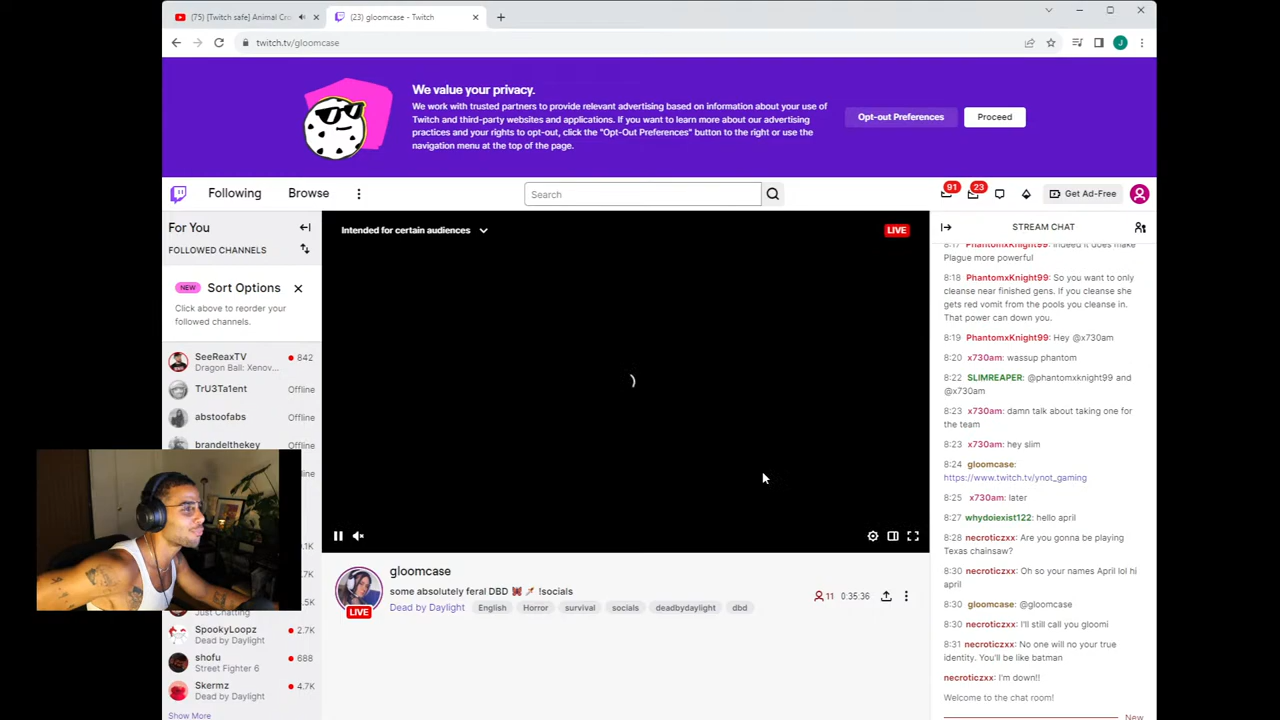 (75) [Twitch safe] Animal Cro
(23) gloomcase - Twitch
twitch.tv/gloomcase
We value your privacy.
We work with trusted partners to provide relevant advertising based on information about your use of
Twitch and third-party websites and applications. If you want to learn more about our advertising
practices and your rights to opt-out, click the "Opt-Out Preferences" button to the right or use the
navigation menu at the top of the page.
Opt-out Preferences
Proceed
Following
Browse
Search
91
23
Get Ad-Free
For You
FOLLOWED CHANNELS
NEW Sort Options
Click above to reorder your
followed channels.
SeeReaxTV 842
Dragon Ball: Xenov...
TrU3Ta1ent Offline
abstoofabs Offline
brandelthekey Offline
Just Chatting
SpookyLoopz 2.7K
Dead by Daylight
shofu 688
Street Fighter 6
Skermz 4.7K
Dead by Daylight
Show More
Intended for certain audiences
LIVE
gloomcase
some absolutely feral DBD !socials
Dead by Daylight English Horror survival socials deadbydaylight dbd
LIVE
11 0:35:36
STREAM CHAT
8:17 PhantomxKnight99: Indeed it does make
Plague more powerful
8:18 PhantomxKnight99: So you want to only
cleanse near finished gens. If you cleanse she
gets red vomit from the pools you cleanse in.
That power can down you.
8:19 PhantomxKnight99: Hey @x730am
8:20 x730am: wassup phantom
8:22 SLIMREAPER: @phantomxknight99 and
@x730am
8:23 x730am: damn talk about taking one for
the team
8:23 x730am: hey slim
8:24 gloomcase:
https://www.twitch.tv/ynot_gaming
8:25 x730am: later
8:27 whydoiexist122: hello april
8:28 necroticzxx: Are you gonna be playing
Texas chainsaw?
8:30 necroticzxx: Oh so your names April lol hi
april
8:30 gloomcase: @gloomcase
8:30 necroticzxx: I'll still call you gloomi
8:31 necroticzxx: No one will no your true
identity. You'll be like batman
necroticzxx: I'm down!!
Welcome to the chat room!
New